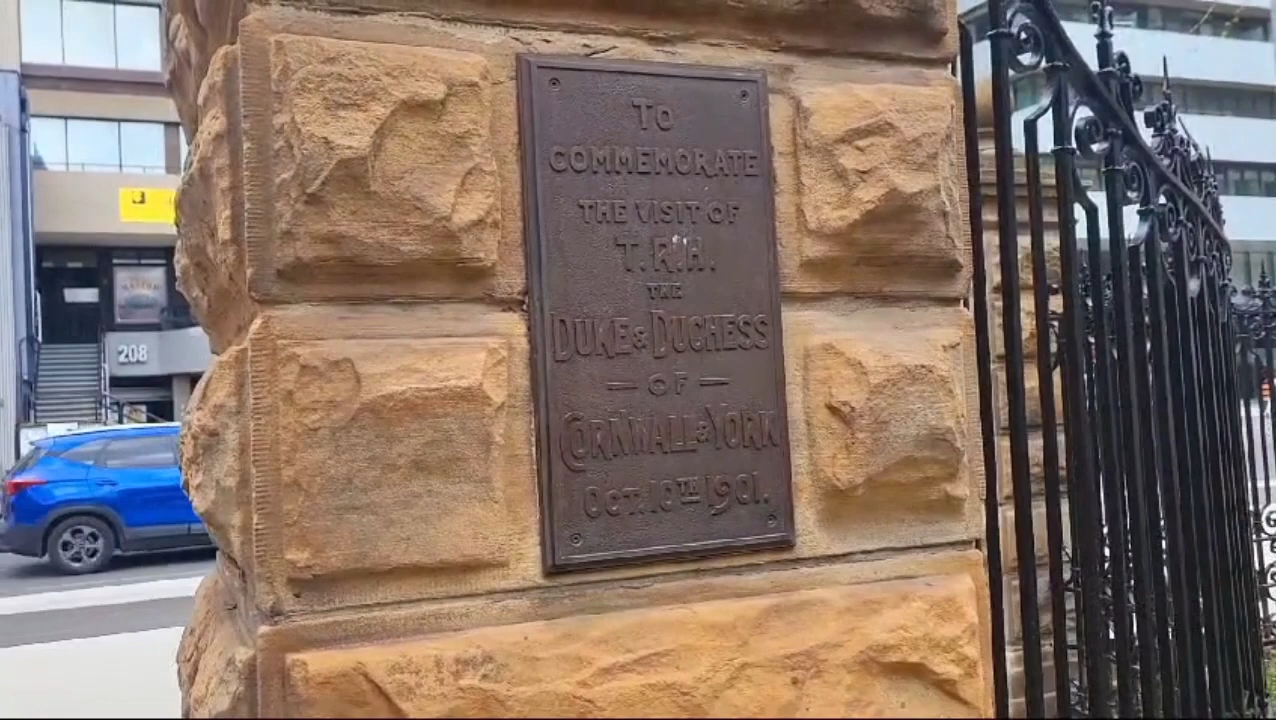 TO
COMMEMORATE
THE VISIT OF
T.R.H.
THE
DUKE & DUCHESS
— OF —
CORNWALL & YORK
OCT. 10TH 1901.
208